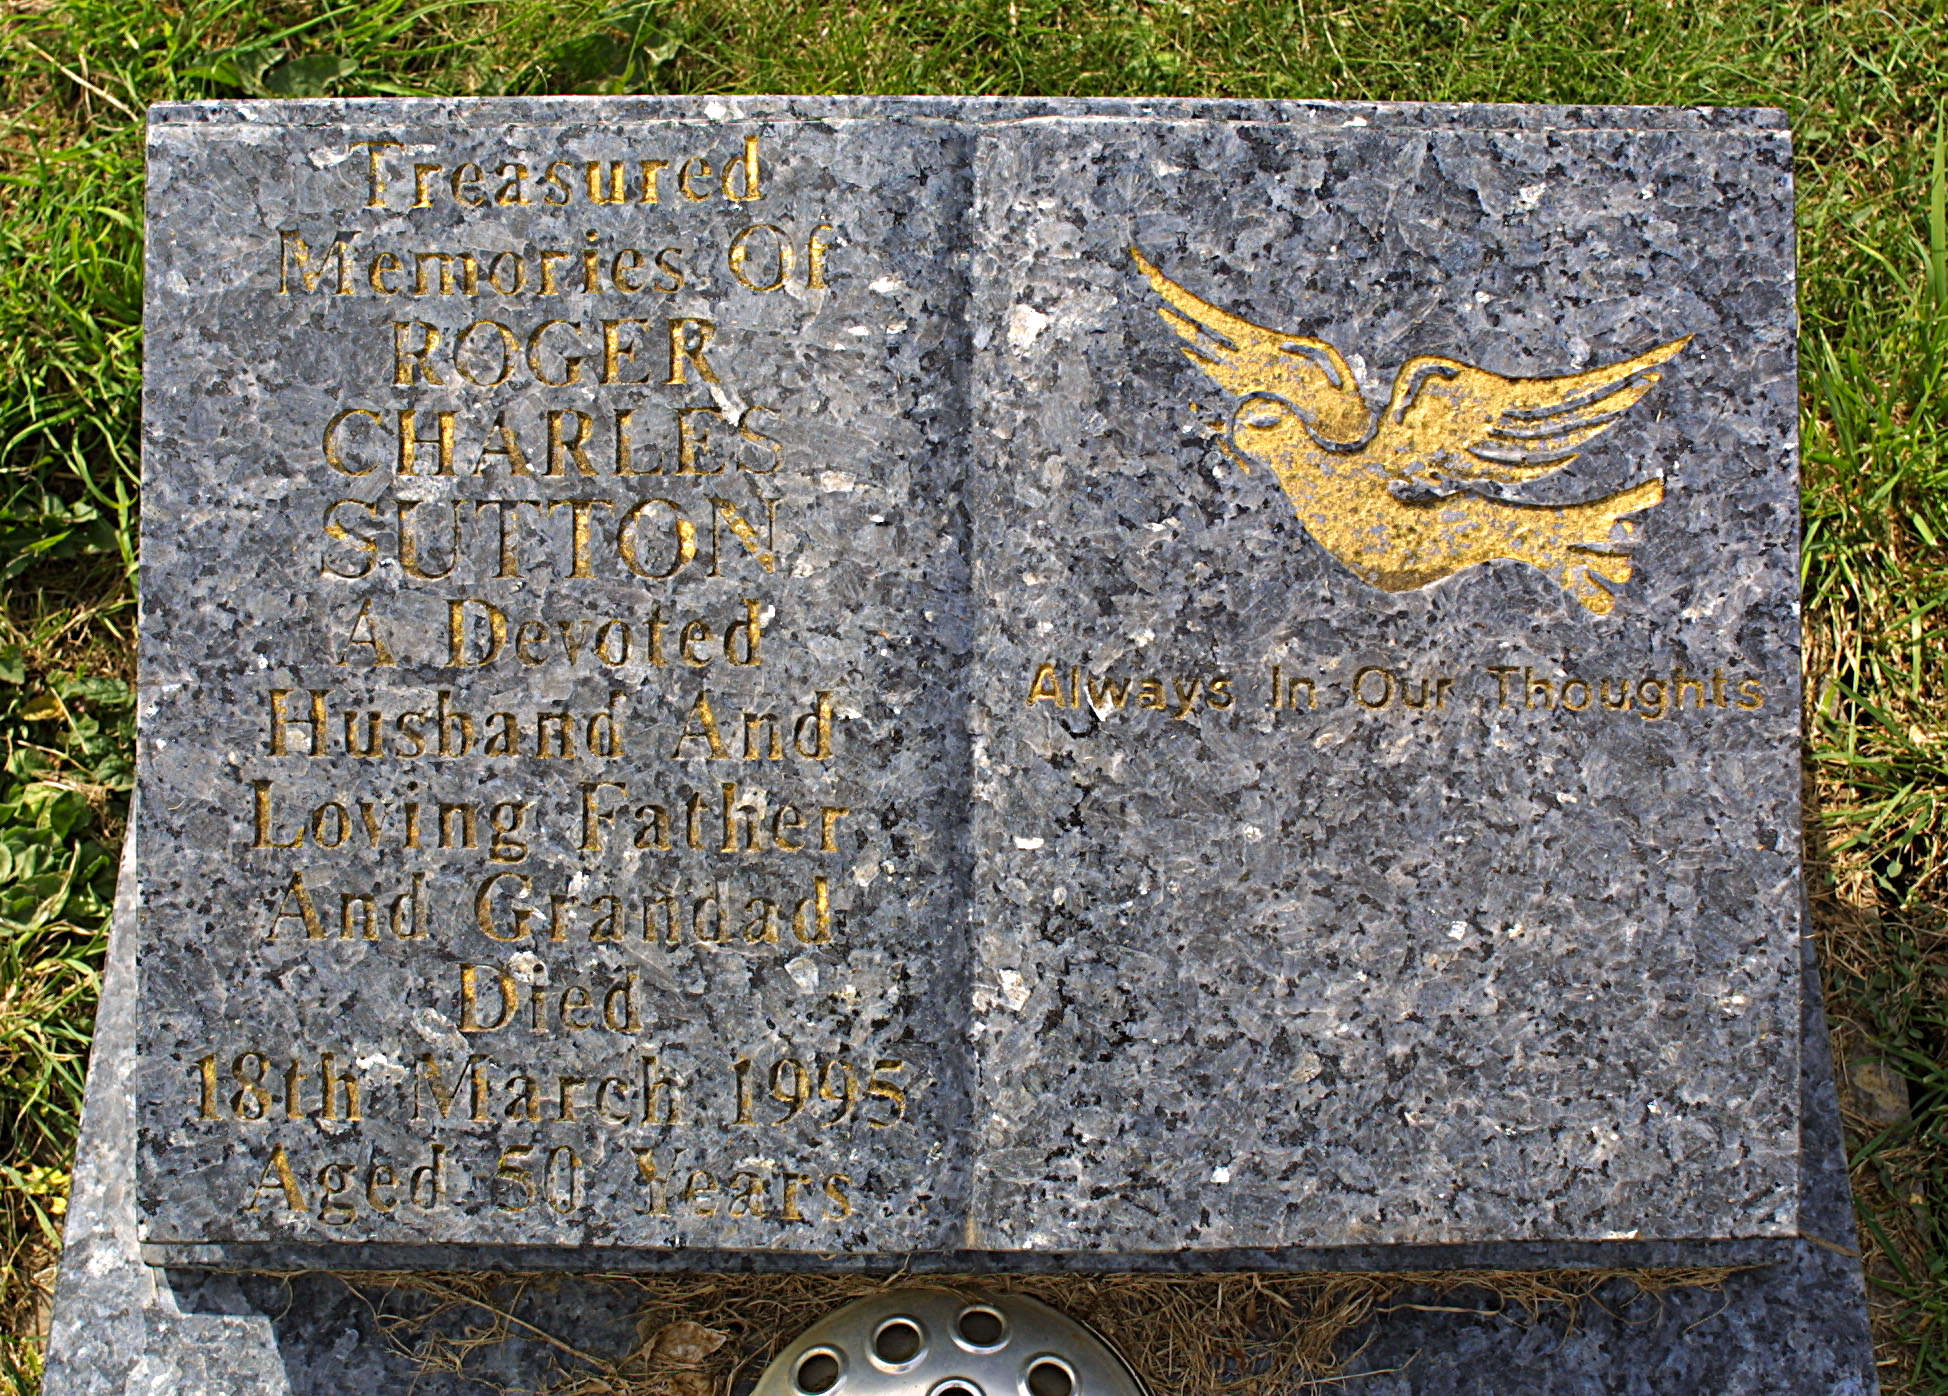 Treasured
Memories Of
ROGER
CHARLES
SUTTON
A Devoted
Husband And
Loving Father
And Grandad
Died
18th March 1995
Aged 50 Years
Always In Our Thoughts